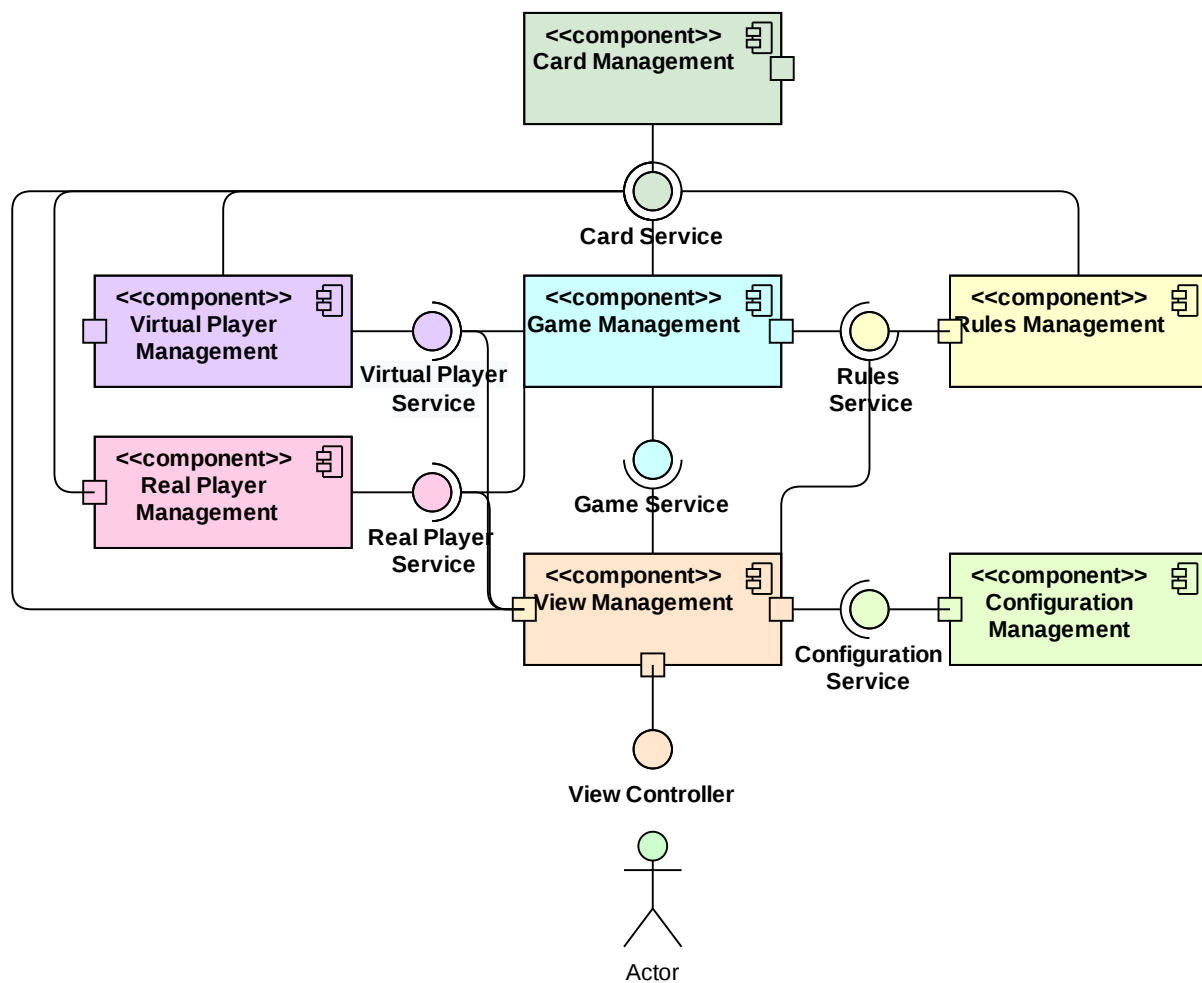 <<component>>
Card Management
Card Service
<<component>>
Virtual Player
Management
Virtual Player
Service
<<component>>
Game Management
Rules
Service
<<component>>
Rules Management
<<component>>
Real Player
Management
Real Player
Service
Game Service
<<component>>
View Management
Configuration
Service
<<component>>
Configuration
Management
View Controller
Actor